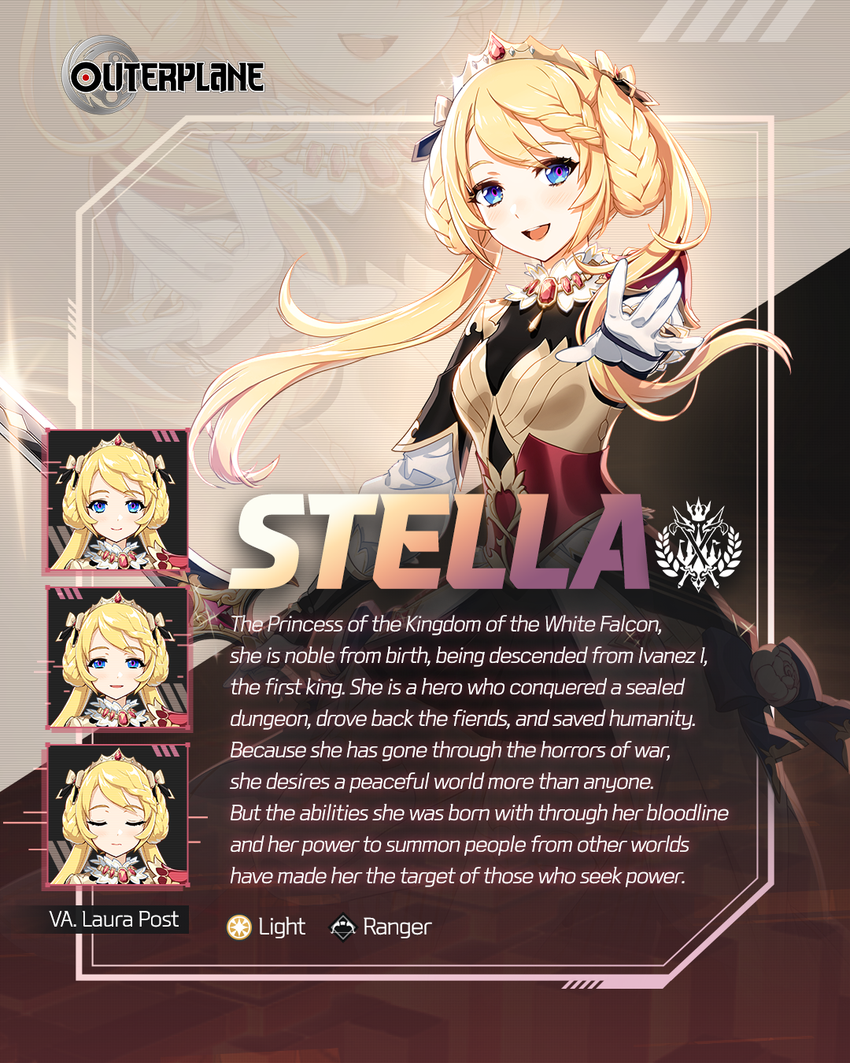 OUTERPLANE
STELLA
The Princess of the Kingdom of the White Falcon,
she is noble from birth, being descended from Ivanez I,
the first king. She is a hero who conquered a sealed
dungeon, drove back the fiends, and saved humanity.
Because she has gone through the horrors of war,
she desires a peaceful world more than anyone.
But the abilities she was born with through her bloodline
and her power to summon people from other worlds
have made her the target of those who seek power.
VA. Laura Post
Light Ranger